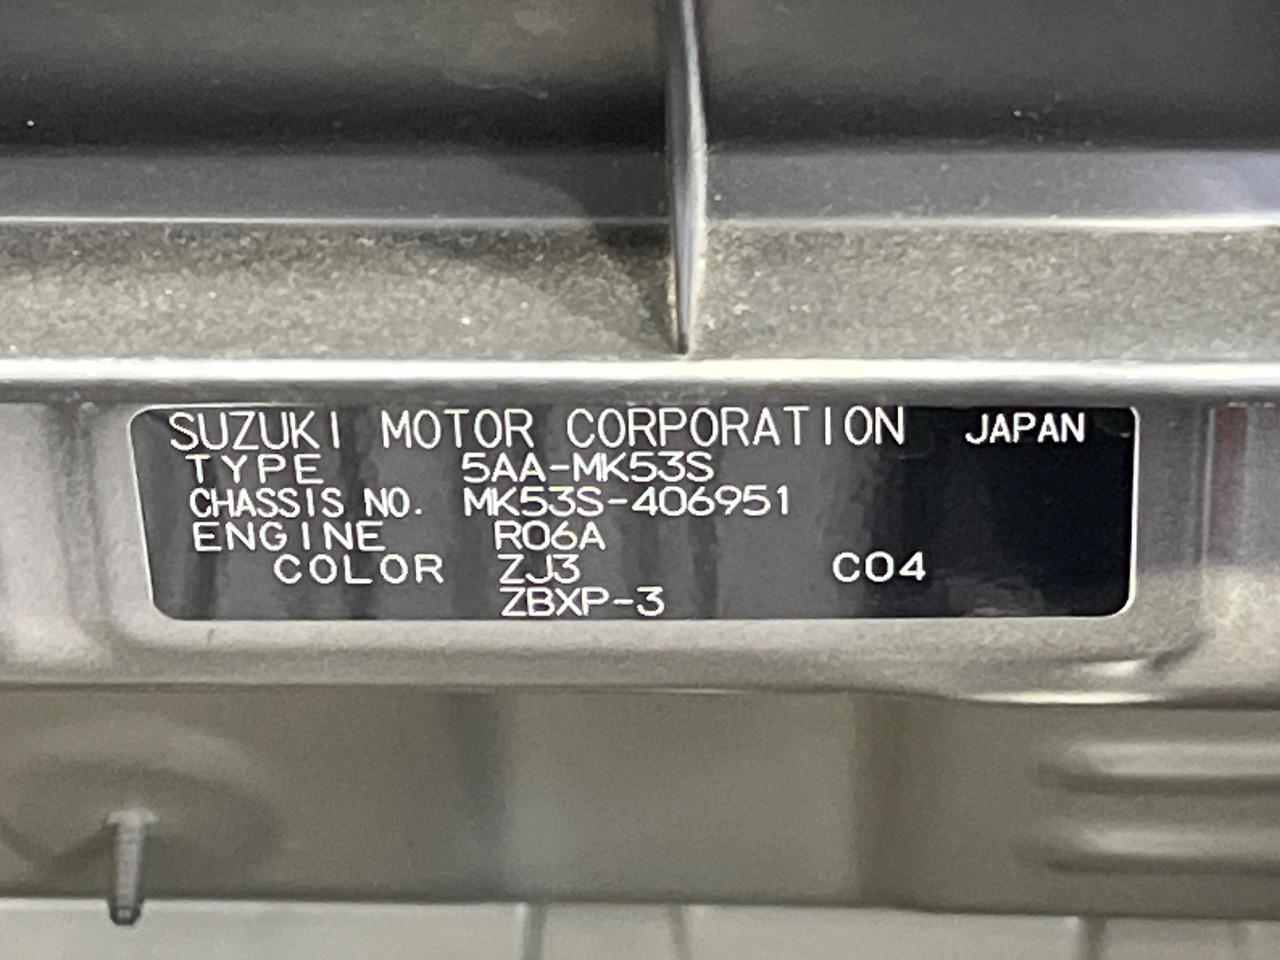 SUZUKI MOTOR CORPORATION JAPAN
TYPE 5AA-MK53S
CHASSIS NO. MK53S-406951
ENGINE R06A
COLOR ZJ3 C04
ZBXP-3